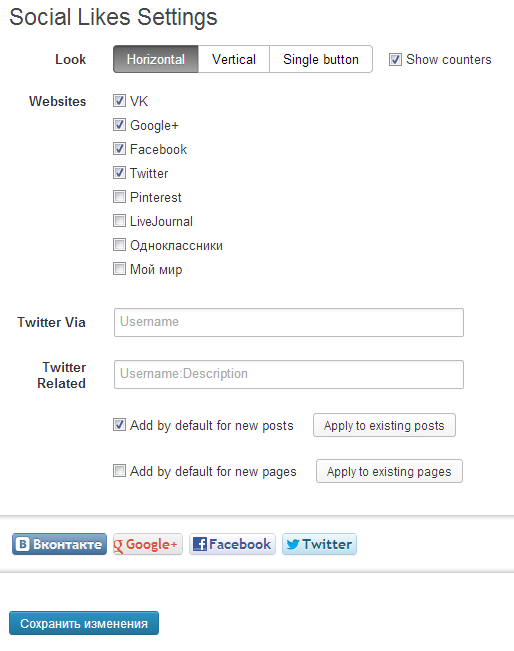 Social Likes Settings
Look Horizontal Vertical Single button Show counters
Websites VK
Google+
Facebook
Twitter
Pinterest
LiveJournal
Одноклассники
Мой мир
Twitter Via Username
Twitter
Related
Username:Description
Add by default for new posts Apply to existing posts
Add by default for new pages Apply to existing pages
В Вконтакте g Google+ f Facebook Twitter
Сохранить изменения